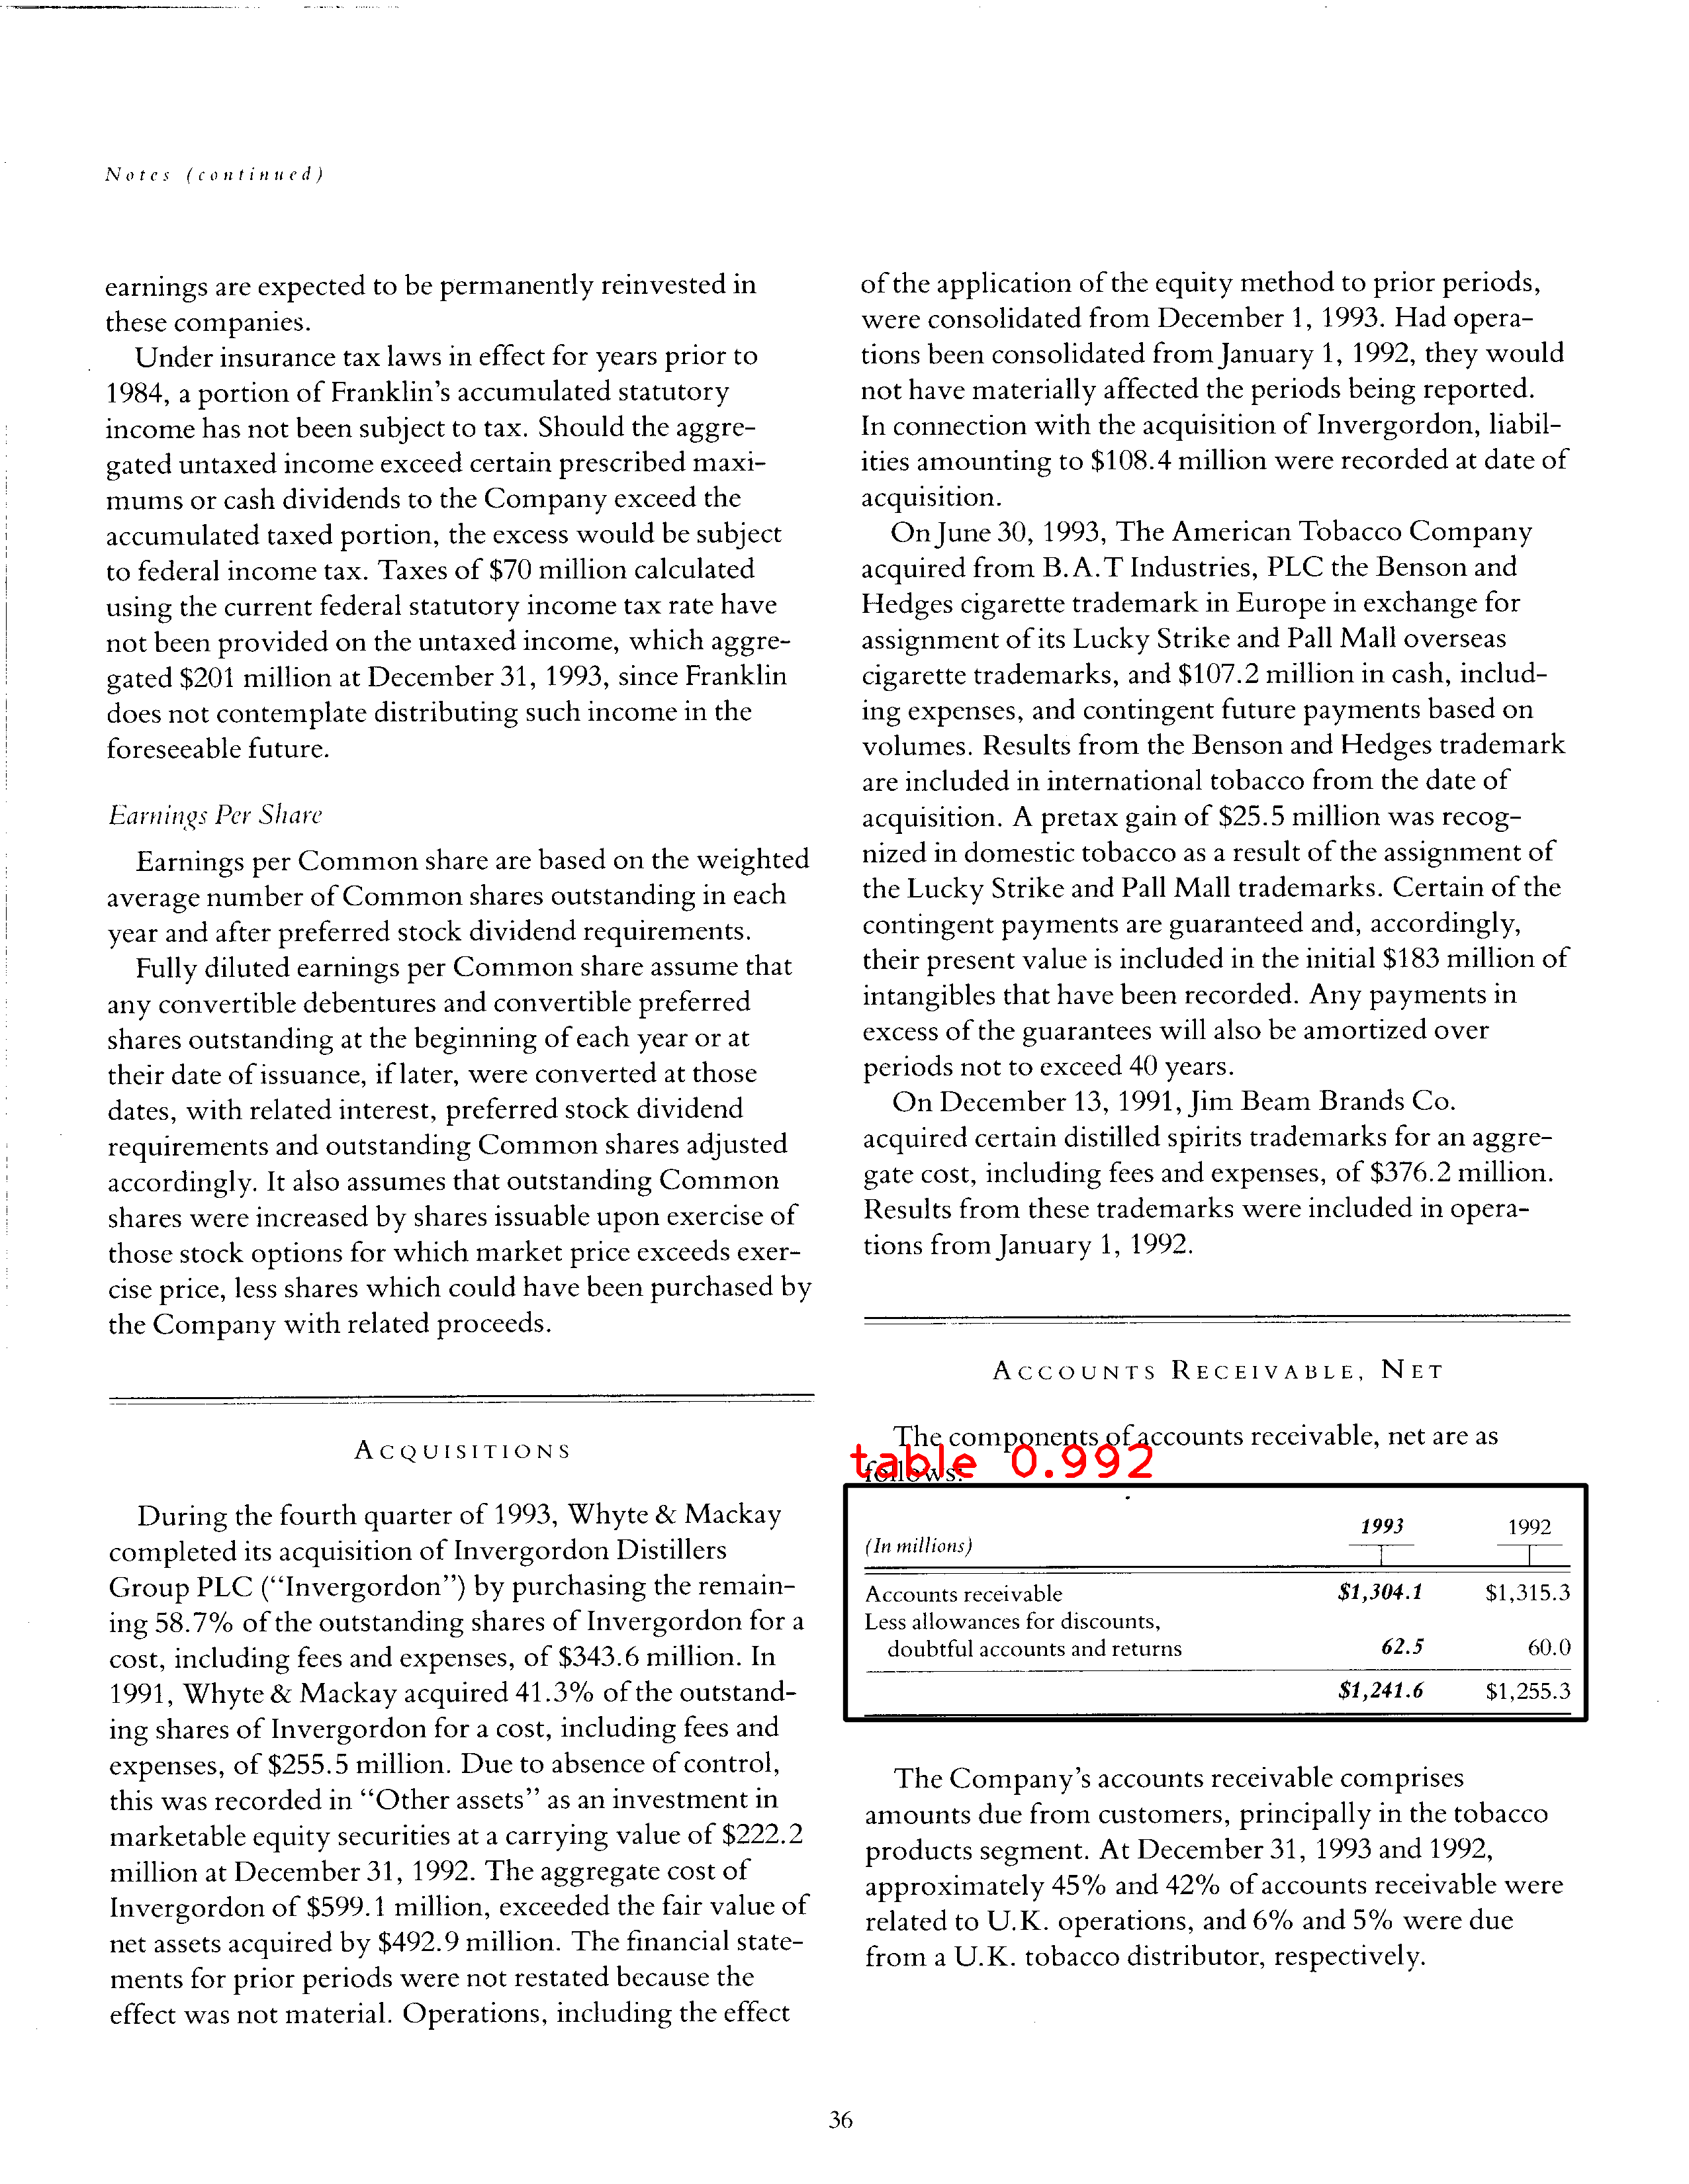 Notes (continued)
earnings are expected to be permanently reinvested in
these companies.
Under insurance tax laws in effect for years prior to
1984, a portion of Franklin's accumulated statutory
income has not been subject to tax. Should the aggre-
gated untaxed income exceed certain prescribed maxi-
mums or cash dividends to the Company exceed the
accumulated taxed portion, the excess would be subject
to federal income tax. Taxes of $70 million calculated
using the current federal statutory income tax rate have
not been provided on the untaxed income, which aggre-
gated $201 million at December 31, 1993, since Franklin
does not contemplate distributing such income in the
foreseeable future.
Earnings Per Share
Earnings per Common share are based on the weighted
average number of Common shares outstanding in each
year and after preferred stock dividend requirements.
Fully diluted earnings per Common share assume that
any convertible debentures and convertible preferred
shares outstanding at the beginning of each year or at
their date of issuance, if later, were converted at those
dates, with related interest, preferred stock dividend
requirements and outstanding Common shares adjusted
accordingly. It also assumes that outstanding Common
shares were increased by shares issuable upon exercise of
those stock options for which market price exceeds exer-
cise price, less shares which could have been purchased by
the Company with related proceeds.
ACQUISITIONS
During the fourth quarter of 1993, Whyte & Mackay
completed its acquisition of Invergordon Distillers
Group PLC ("Invergordon") by purchasing the remain-
ing 58.7% of the outstanding shares of Invergordon for a
cost, including fees and expenses, of $343.6 million. In
1991, Whyte & Mackay acquired 41.3% of the outstand-
ing shares of Invergordon for a cost, including fees and
expenses, of $255.5 million. Due to absence of control,
this was recorded in "Other assets" as an investment in
marketable equity securities at a carrying value of $222.2
million at December 31, 1992. The aggregate cost of
Invergordon of $599.1 million, exceeded the fair value of
net assets acquired by $492.9 million. The financial state-
ments for prior periods were not restated because the
effect was not material. Operations, including the effect
of the application of the equity method to prior periods,
were consolidated from December 1, 1993. Had opera-
tions been consolidated from January 1, 1992, they would
not have materially affected the periods being reported.
In connection with the acquisition of Invergordon, liabil-
ities amounting to $108.4 million were recorded at date of
acquisition.
On June 30, 1993, The American Tobacco Company
acquired from B.A.T Industries, PLC the Benson and
Hedges cigarette trademark in Europe in exchange for
assignment of its Lucky Strike and Pall Mall overseas
cigarette trademarks, and $107.2 million in cash, includ-
ing expenses, and contingent future payments based on
volumes. Results from the Benson and Hedges trademark
are included in international tobacco from the date of
acquisition. A pretax gain of $25.5 million was recog-
nized in domestic tobacco as a result of the assignment of
the Lucky Strike and Pall Mall trademarks. Certain of the
contingent payments are guaranteed and, accordingly,
their present value is included in the initial $183 million of
intangibles that have been recorded. Any payments in
excess of the guarantees will also be amortized over
periods not to exceed 40 years.
On December 13, 1991, Jim Beam Brands Co.
acquired certain distilled spirits trademarks for an aggre-
gate cost, including fees and expenses, of $376.2 million.
Results from these trademarks were included in opera-
tions from January 1, 1992.
ACCOUNTS RECEIVABLE, NET
The components of accounts receivable, net are as
follows:
table 0.992
(In millions) 1993 1992
Accounts receivable $1,304.1 $1,315.3
Less allowances for discounts,
doubtful accounts and returns 62.5 60.0
$1,241.6 $1,255.3
The Company's accounts receivable comprises
amounts due from customers, principally in the tobacco
products segment. At December 31, 1993 and 1992,
approximately 45% and 42% of accounts receivable were
related to U.K. operations, and 6% and 5% were due
from a U.K. tobacco distributor, respectively.
36